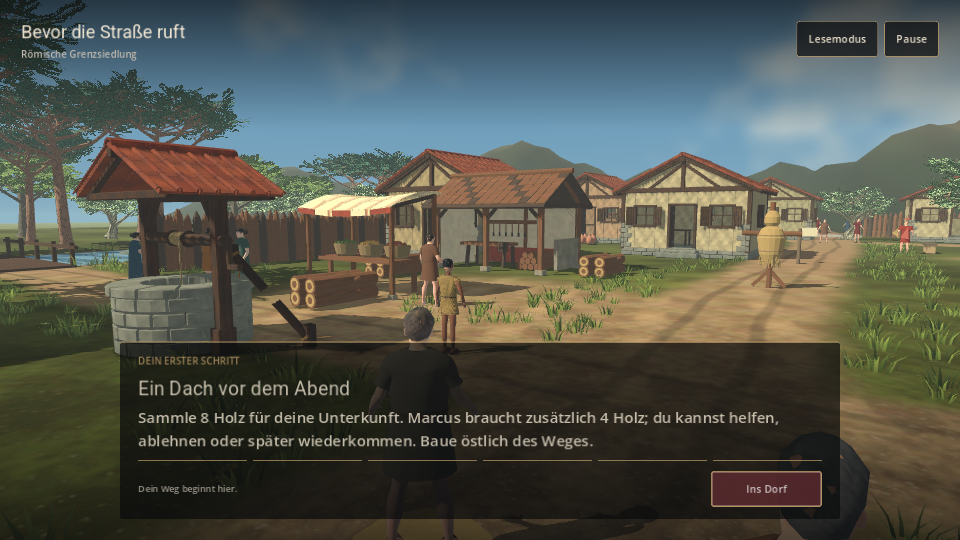 Bevor die Straße ruft
Römische Grenzsiedlung
Lesemodus
Pause
DEIN ERSTER SCHRITT
Ein Dach vor dem Abend
Sammle 8 Holz für deine Unterkunft. Marcus braucht zusätzlich 4 Holz; du kannst helfen,
ablehnen oder später wiederkommen. Baue östlich des Weges.
Dein Weg beginnt hier.
Ins Dorf